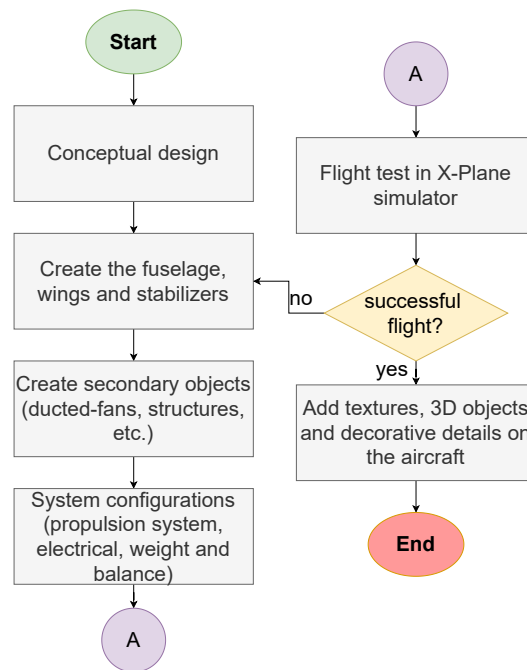 Start
Conceptual design
Create the fuselage,
wings and stabilizers
Create secondary objects
(ducted-fans, structures,
etc.)
System configurations
(propulsion system,
electrical, weight and
balance)
A
A
Flight test in X-Plane
simulator
successful
flight?
no
yes
Add textures, 3D objects
and decorative details on
the aircraft
End